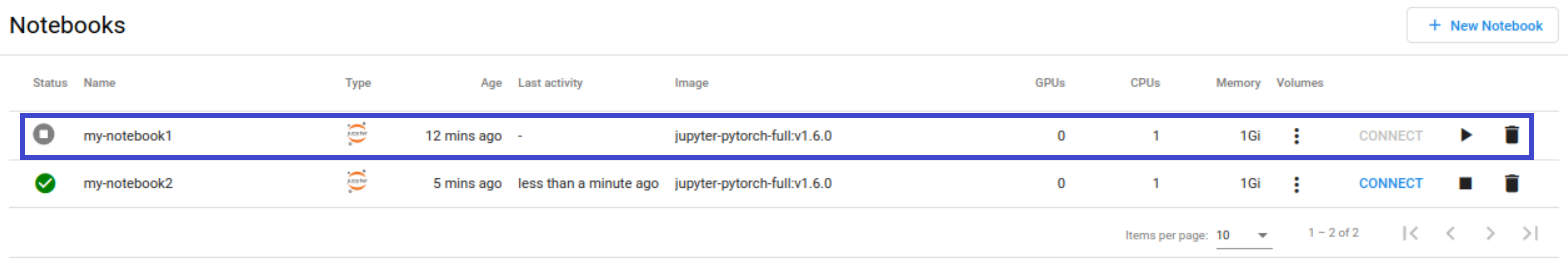 Notebooks
+ New Notebook
Status Name Type Age Last activity Image GPUs CPUs Memory Volumes
my-notebook1 jupyter 12 mins ago - jupyter-pytorch-full:v1.6.0 0 1 1Gi CONNECT
my-notebook2 jupyter 5 mins ago less than a minute ago jupyter-pytorch-full:v1.6.0 0 1 1Gi CONNECT
Items per page: 10 1 – 2 of 2